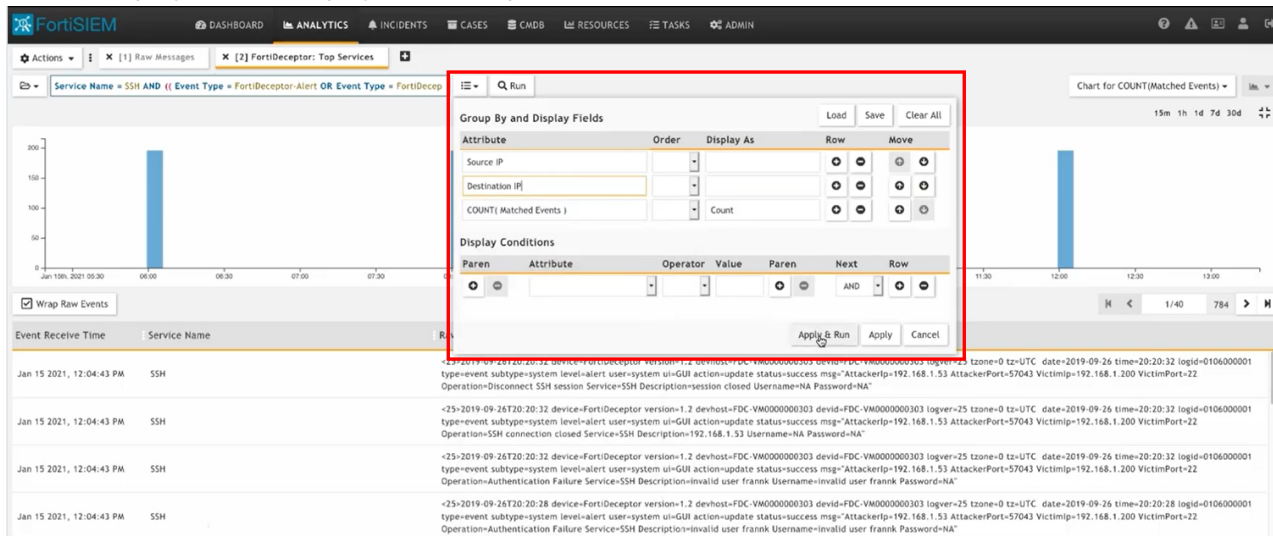 FortiSIEM
DASHBOARD ANALYTICS INCIDENTS CASES CMDB RESOURCES TASKS ADMIN
Actions [1] Raw Messages [2] FortiDeceptor: Top Services
Service Name = SSH AND (( Event Type = FortiDeceptor-Alert OR Event Type = FortiDecep
Run
Chart for COUNT(Matched Events)
15m 1h 1d 7d 30d
Group By and Display Fields Load Save Clear All
Attribute Order Display As Row Move
Source IP
Destination IP
COUNT( Matched Events ) Count
Display Conditions
Paren Attribute Operator Value Paren Next Row
AND
Apply & Run Apply Cancel
200
150
100
50
0
Jan 15th, 2021 05:30 06:00 06:30 07:00 07:30 11:30 12:00 12:30 13:00
Wrap Raw Events 1/40 784
Event Receive Time Service Name
<25>2019-09-26T20:20:32 device=FortiDeceptor version=1.2 devhost=FDC-VM0000000303 devid=FDC-VM0000000303 logver=25 tzone=0 tz=UTC date=2019-09-26 time=20:20:32 logid=0106000001
Jan 15 2021, 12:04:43 PM SSH type=event subtype=system level=alert user=system ui=GUI action=update status=success msg="AttackerIp=192.168.1.53 AttackerPort=57043 VictimIp=192.168.1.200 VictimPort=22
Operation=Disconnect SSH session Service=SSH Description=session closed Username=NA Password=NA"
<25>2019-09-26T20:20:32 device=FortiDeceptor version=1.2 devhost=FDC-VM0000000303 devid=FDC-VM0000000303 logver=25 tzone=0 tz=UTC date=2019-09-26 time=20:20:32 logid=0106000001
Jan 15 2021, 12:04:43 PM SSH type=event subtype=system level=alert user=system ui=GUI action=update status=success msg="AttackerIp=192.168.1.53 AttackerPort=57043 VictimIp=192.168.1.200 VictimPort=22
Operation=SSH connection closed Service=SSH Description=192.168.1.53 Username=NA Password=NA"
<25>2019-09-26T20:20:32 device=FortiDeceptor version=1.2 devhost=FDC-VM0000000303 devid=FDC-VM0000000303 logver=25 tzone=0 tz=UTC date=2019-09-26 time=20:20:32 logid=0106000001
Jan 15 2021, 12:04:43 PM SSH type=event subtype=system level=alert user=system ui=GUI action=update status=success msg="AttackerIp=192.168.1.53 AttackerPort=57043 VictimIp=192.168.1.200 VictimPort=22
Operation=Authentication Failure Service=SSH Description=invalid user frannk Username=invalid user frannk Password=NA"
<25>2019-09-26T20:20:28 device=FortiDeceptor version=1.2 devhost=FDC-VM0000000303 devid=FDC-VM0000000303 logver=25 tzone=0 tz=UTC date=2019-09-26 time=20:20:28 logid=0106000001
Jan 15 2021, 12:04:43 PM SSH type=event subtype=system level=alert user=system ui=GUI action=update status=success msg="AttackerIp=192.168.1.53 AttackerPort=57043 VictimIp=192.168.1.200 VictimPort=22
Operation=Authentication Failure Service=SSH Description=invalid user frannk Username=invalid user frannk Password=NA"